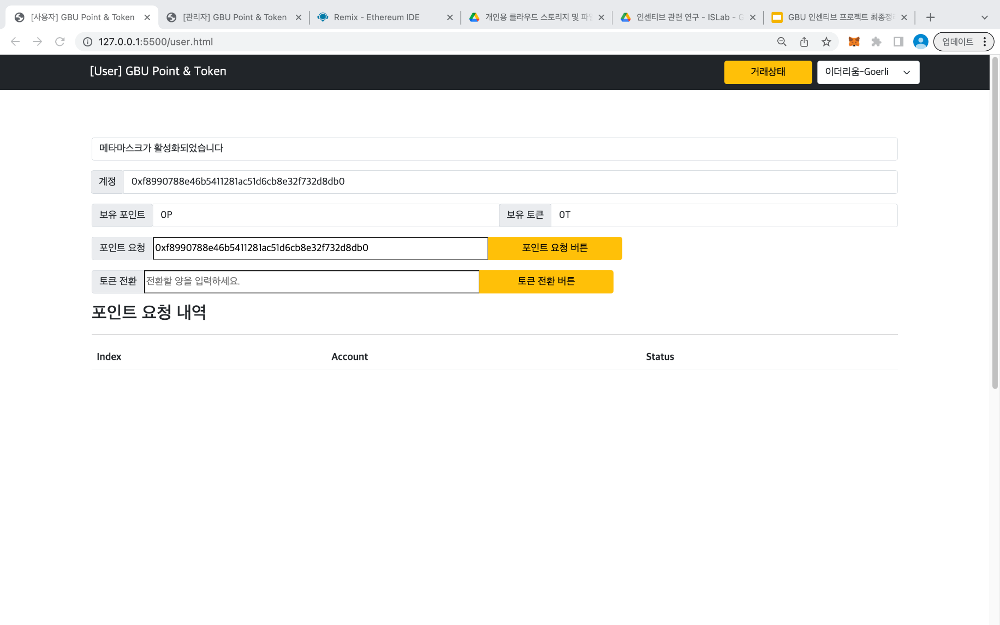 [사용자] GBU Point & Token
[관리자] GBU Point & Token
Remix - Ethereum IDE
개인용 클라우드 스토리지 및 파일
인센티브 관련 연구 - ISLab - G
GBU 인센티브 프로젝트 최종정리
127.0.0.1:5500/user.html
업데이트
[User] GBU Point & Token
거래상태
이더리움-Goerli
메타마스크가 활성화되었습니다
계정 0xf8990788e46b5411281ac51d6cb8e32f732d8db0
보유 포인트 0P 보유 토큰 0T
포인트 요청 0xf8990788e46b5411281ac51d6cb8e32f732d8db0 포인트 요청 버튼
토큰 전환 전환할 양을 입력하세요. 토큰 전환 버튼
포인트 요청 내역
Index Account Status